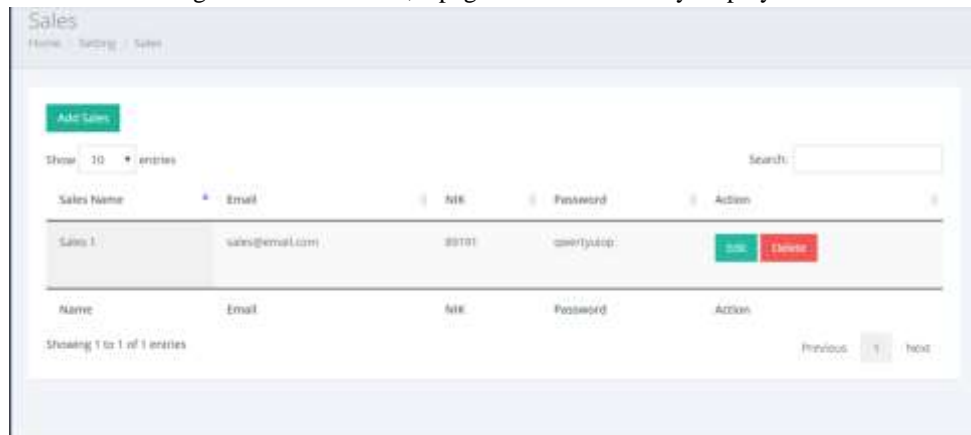 Sales
Home / Setting / Sales
Add Sales
Show 10 entries
Search:
Sales Name Email NIK Password Action
Sales 1 sales@email.com qwertyuiop Edit Delete
Name Email NIK Password Action
Showing 1 to 1 of 1 entries
Previous 1 Next